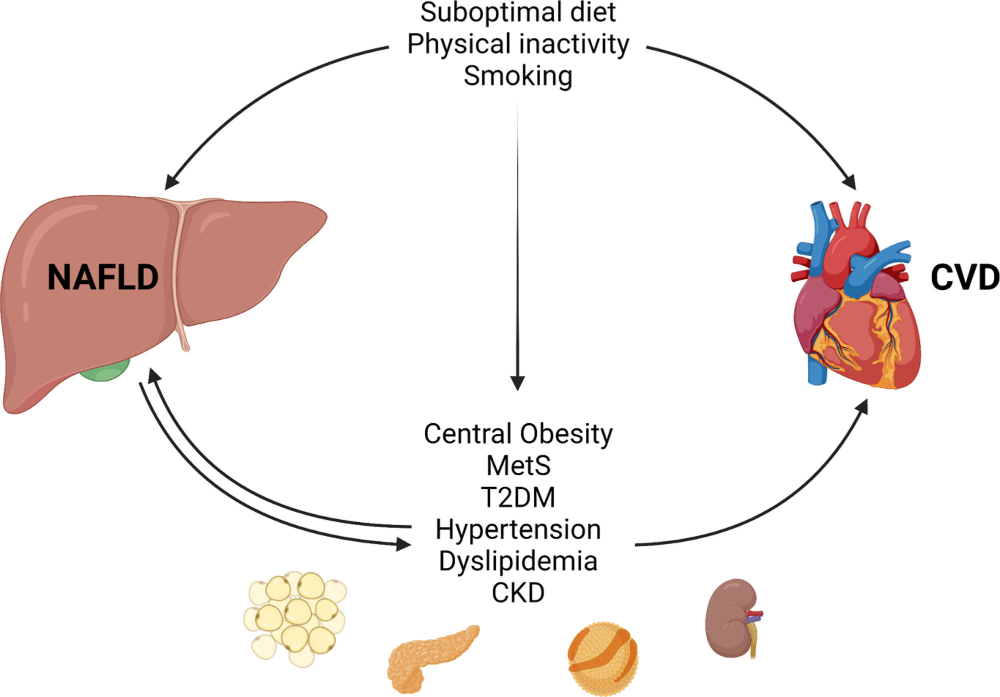 Suboptimal diet
Physical inactivity
Smoking
NAFLD
CVD
Central Obesity
MetS
T2DM
Hypertension
Dyslipidemia
CKD